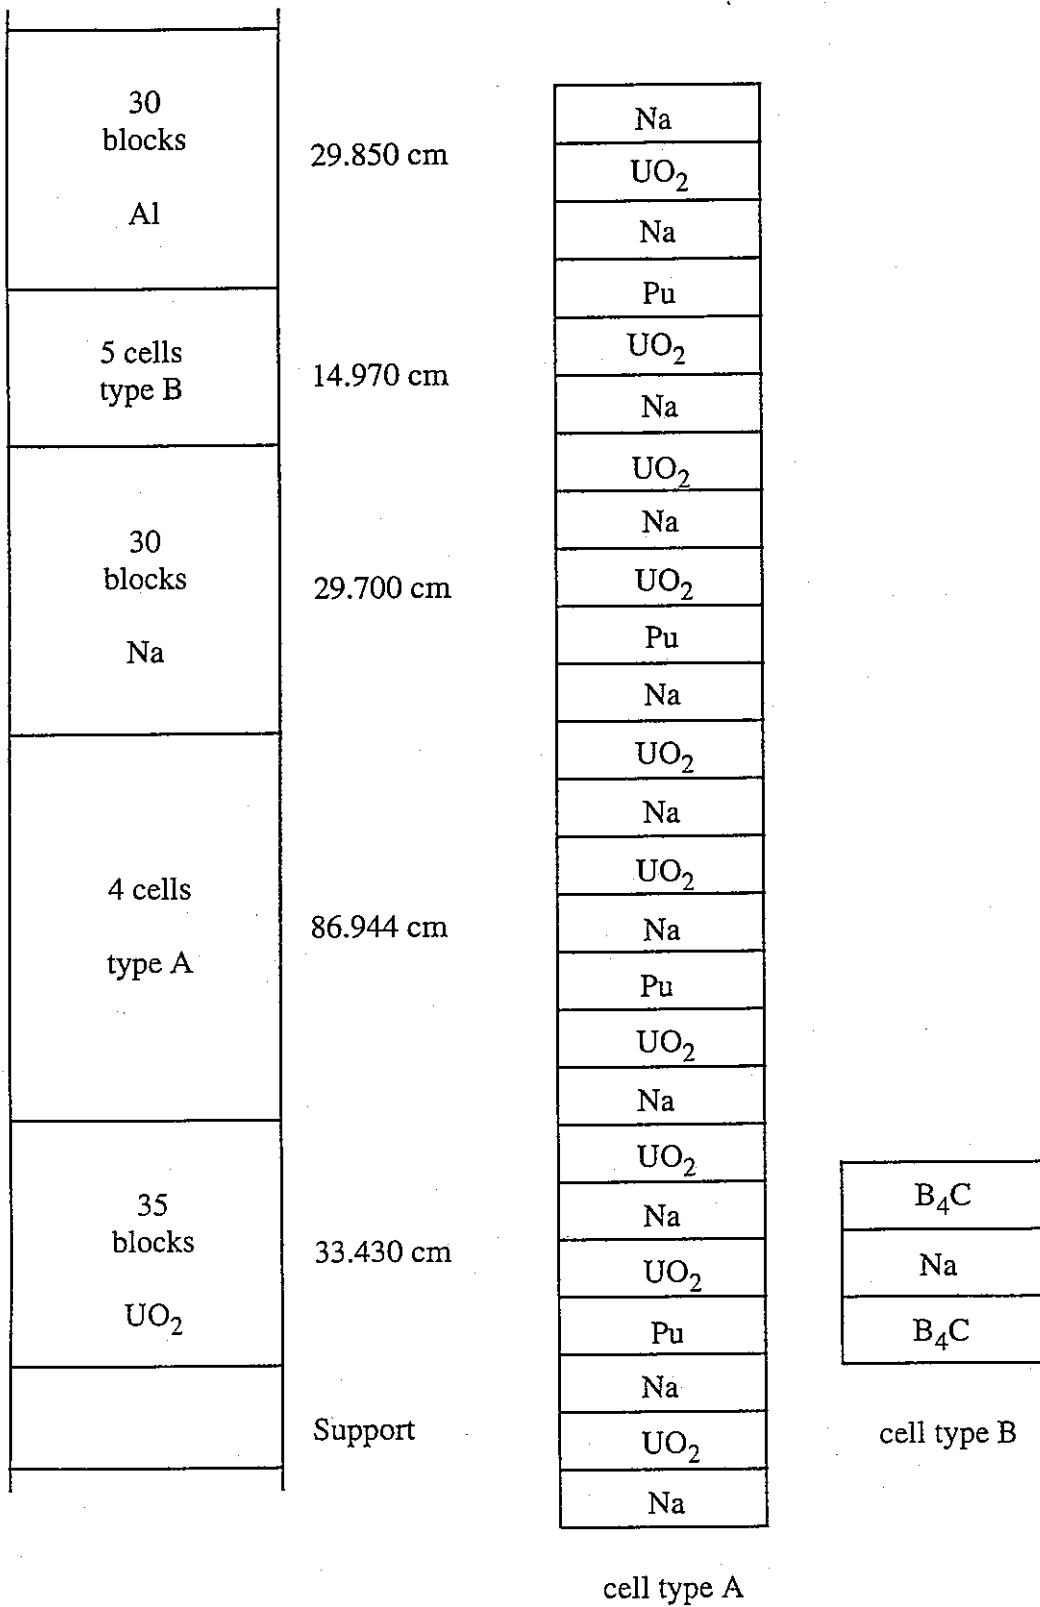 30
blocks
Al
29.850 cm
5 cells
type B
14.970 cm
30
blocks
Na
29.700 cm
4 cells
type A
86.944 cm
35
blocks
UO₂
33.430 cm
Support
Na
UO₂
Na
Pu
UO₂
Na
UO₂
Na
UO₂
Pu
Na
UO₂
Na
UO₂
Na
Pu
UO₂
Na
UO₂
Na
UO₂
Pu
Na
UO₂
Na
cell type A
B₄C
Na
B₄C
cell type B